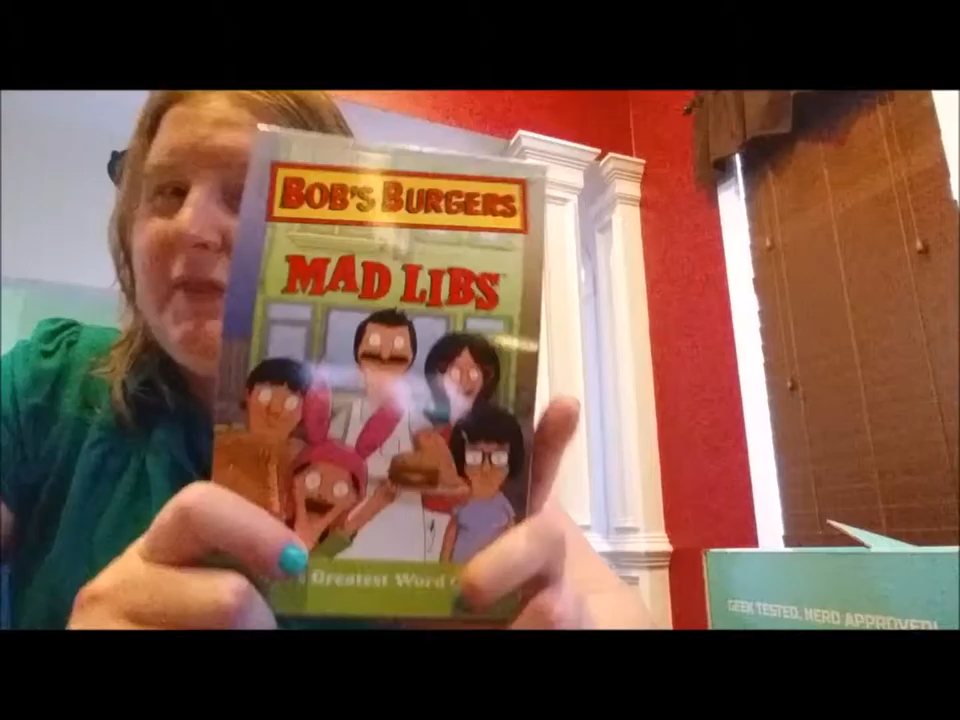 BOB'S BURGERS
MAD LIBS
Greatest Word
GEEK TESTED, NERD APPROVED!